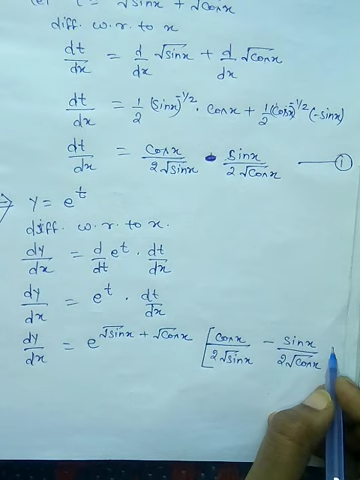 t = √sinx + √cosx
diff. w.r. to x
dt/dx = d/dx √sinx + d/dx √cosx
dt/dx = 1/2 (sinx)^-1/2 · cosx + 1/2 (cosx)^-1/2 (-sinx)
dt/dx = cosx/2√sinx - sinx/2√cosx —— ①
⇒ y = e^t
diff. w.r. to x.
dy/dx = d/dt e^t · dt/dx
dy/dx = e^t · dt/dx
dy/dx = e^√sinx + √cosx [cosx/2√sinx - sinx/2√cosx